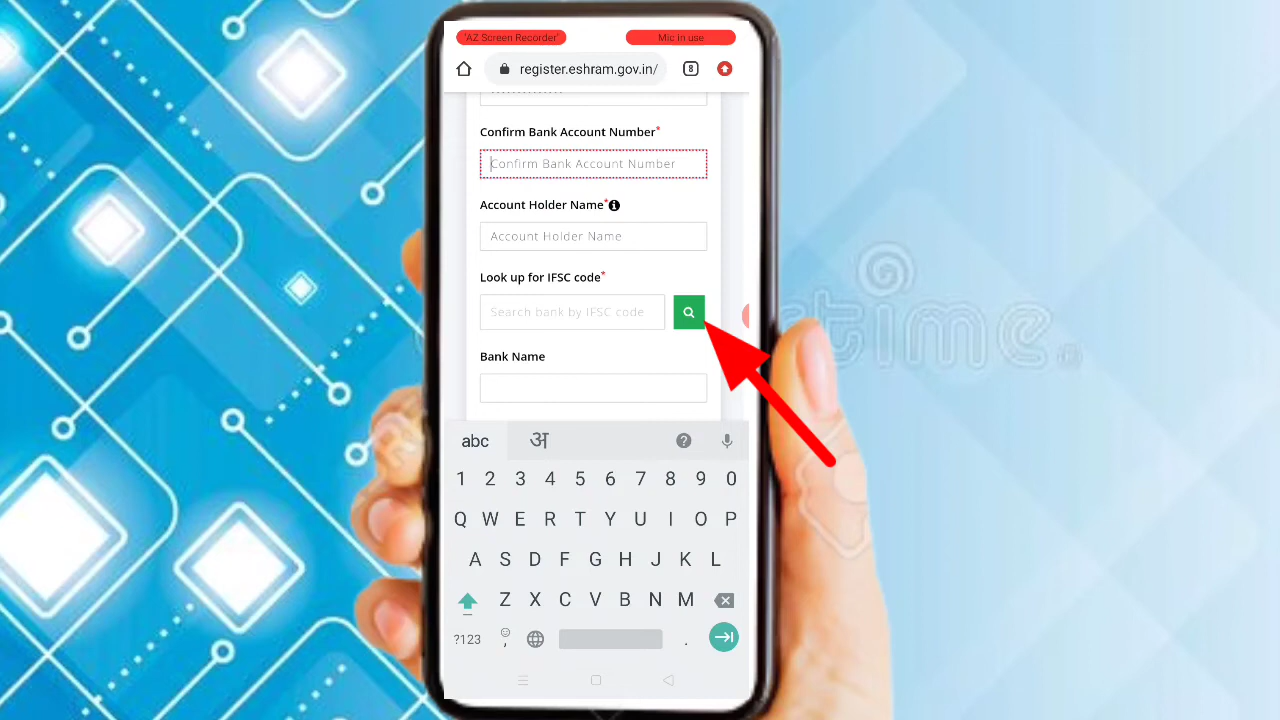 'AZ Screen Recorder'
Mic in use
register.eshram.gov.in/
8
Confirm Bank Account Number*
Confirm Bank Account Number
Account Holder Name*
Account Holder Name
Look up for IFSC code*
Search bank by IFSC code
Bank Name
abc अ
1 2 3 4 5 6 7 8 9 0
Q W E R T Y U I O P
A S D F G H J K L
Z X C V B N M
?123 , .
time.